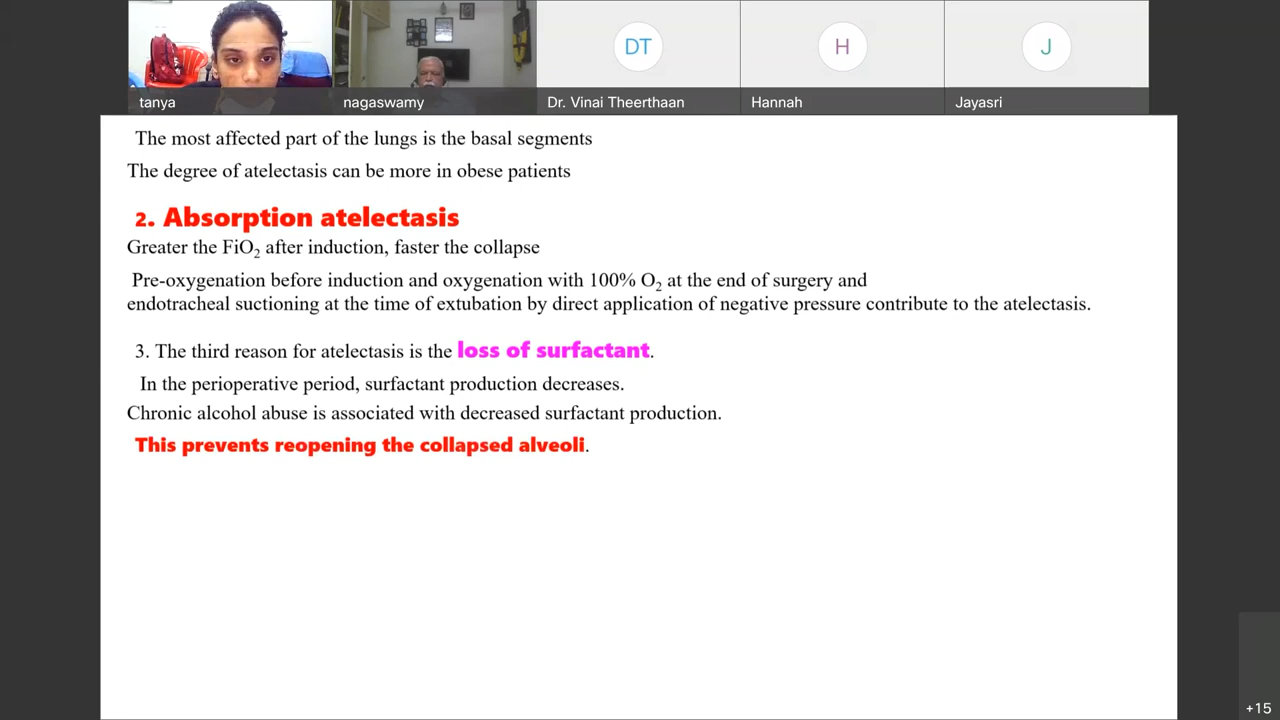 DT
H
J
tanya
nagaswamy
Dr. Vinai Theerthaan
Hannah
Jayasri
The most affected part of the lungs is the basal segments
The degree of atelectasis can be more in obese patients
2. Absorption atelectasis
Greater the FiO2 after induction, faster the collapse
Pre-oxygenation before induction and oxygenation with 100% O2 at the end of surgery and
endotracheal suctioning at the time of extubation by direct application of negative pressure contribute to the atelectasis.
3. The third reason for atelectasis is the loss of surfactant.
In the perioperative period, surfactant production decreases.
Chronic alcohol abuse is associated with decreased surfactant production.
This prevents reopening the collapsed alveoli.
+15